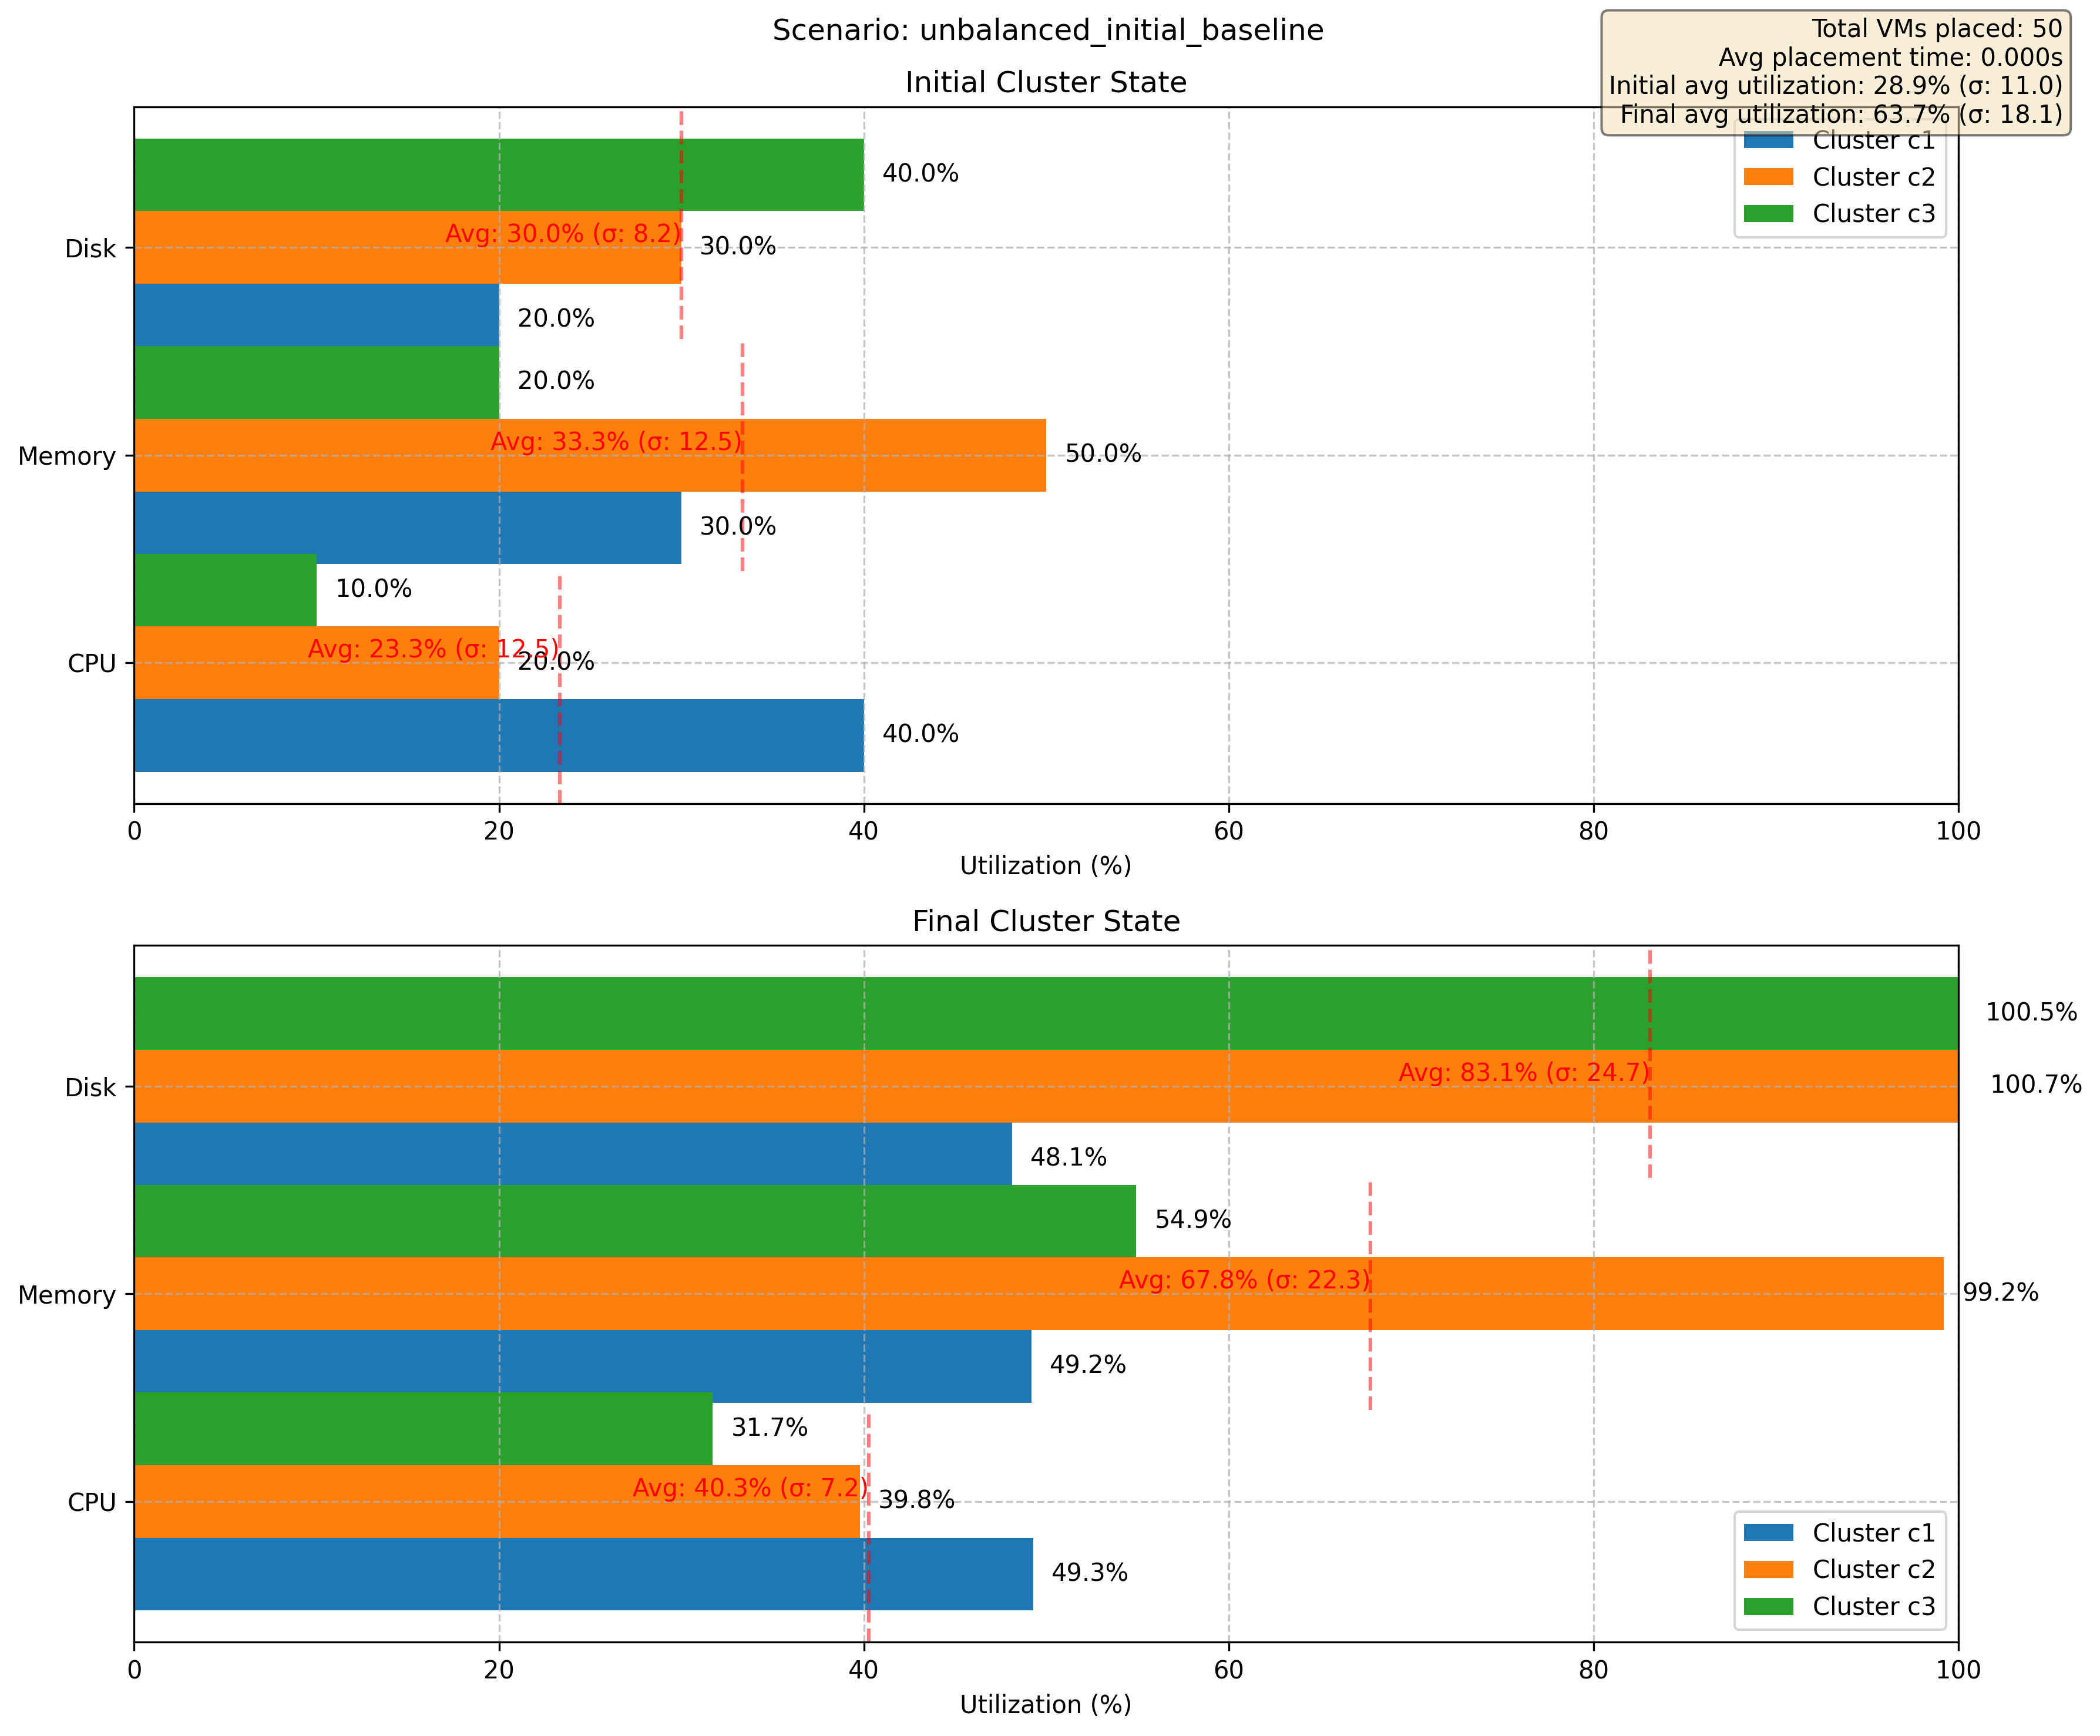 Scenario: unbalanced_initial_baseline
Total VMs placed: 50
Avg placement time: 0.000s
Initial avg utilization: 28.9% (σ: 11.0)
Final avg utilization: 63.7% (σ: 18.1)
Initial Cluster State
Cluster c1
Cluster c2
Cluster c3
40.0%
Disk
Avg: 30.0% (σ: 8.2)
30.0%
20.0%
20.0%
Memory
Avg: 33.3% (σ: 12.5)
50.0%
30.0%
10.0%
CPU
Avg: 23.3% (σ: 12.5)
20.0%
40.0%
0 20 40 60 80 100
Utilization (%)
Final Cluster State
100.5%
Disk
Avg: 83.1% (σ: 24.7)
100.7%
48.1%
54.9%
Memory
Avg: 67.8% (σ: 22.3)
99.2%
49.2%
31.7%
CPU
Avg: 40.3% (σ: 7.2)
39.8%
49.3%
Cluster c1
Cluster c2
Cluster c3
0 20 40 60 80 100
Utilization (%)